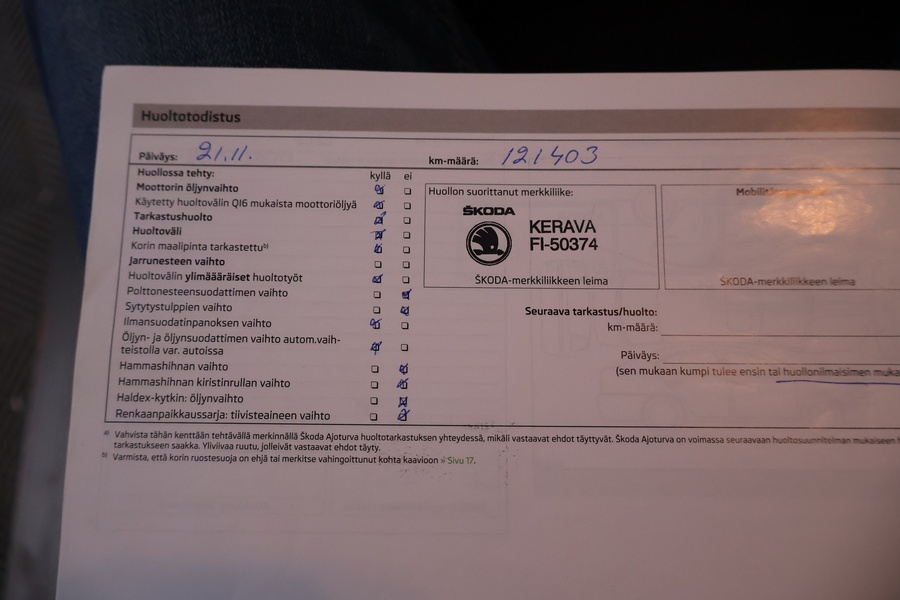 Huoltotodistus
Päiväys: 21.11.
km-määrä: 121403
Huollossa tehty: kyllä ei
Moottorin öljynvaihto
Käytetty huoltovälin QI6 mukaista moottoriöljyä
Tarkastushuolto
Huoltoväli
Korin maalipinta tarkastettu b)
Jarrunesteen vaihto
Huoltovälin ylimääräiset huoltotyöt
Polttonesteensuodattimen vaihto
Sytytystulppien vaihto
Ilmansuodatinpanoksen vaihto
Öljyn- ja öljynsuodattimen vaihto autom.vaih-
teistolla var. autoissa
Hammashihnan vaihto
Hammashihnan kiristinrullan vaihto
Haldex-kytkin: öljynvaihto
Renkaanpaikkaussarja: tiivisteaineen vaihto
Huollon suorittanut merkkiliike:
ŠKODA
KERAVA
FI-50374
ŠKODA-merkkiliikkeen leima
ŠKODA-merkkiliikkeen leima
Seuraava tarkastus/huolto:
km-määrä:
Päiväys:
(sen mukaan kumpi tulee ensin tai huollonilmaisimen
a) Vahvista tähän kenttään tehtävällä merkinnällä Škoda Ajoturva huoltotarkastuksen yhteydessä, mikäli vastaavat ehdot täyttyvät. Škoda Ajoturva on voimassa seuraavaan huoltosuunnitelman mukaiseen
tarkastukseen saakka. Yliviivaa ruutu, jolleivät vastaavat ehdot täyty.
b) Varmista, että korin ruostesuoja on ehjä tai merkitse vahingoittunut kohta kaavioon » Sivu 17.